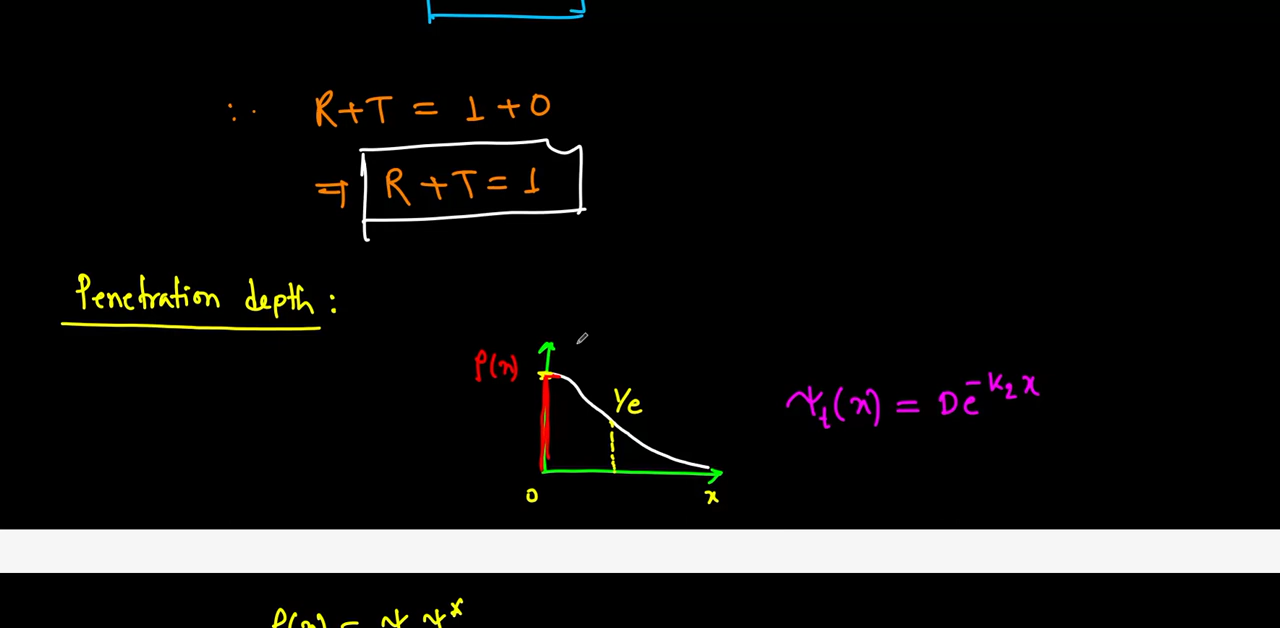 ∴ R+T = 1+0
⇒ R+T=1
Penetration depth:
P(x)
1/e
ψₜ(x) = De^{-k₂x}
0
x
P(x) = ψ ψ*